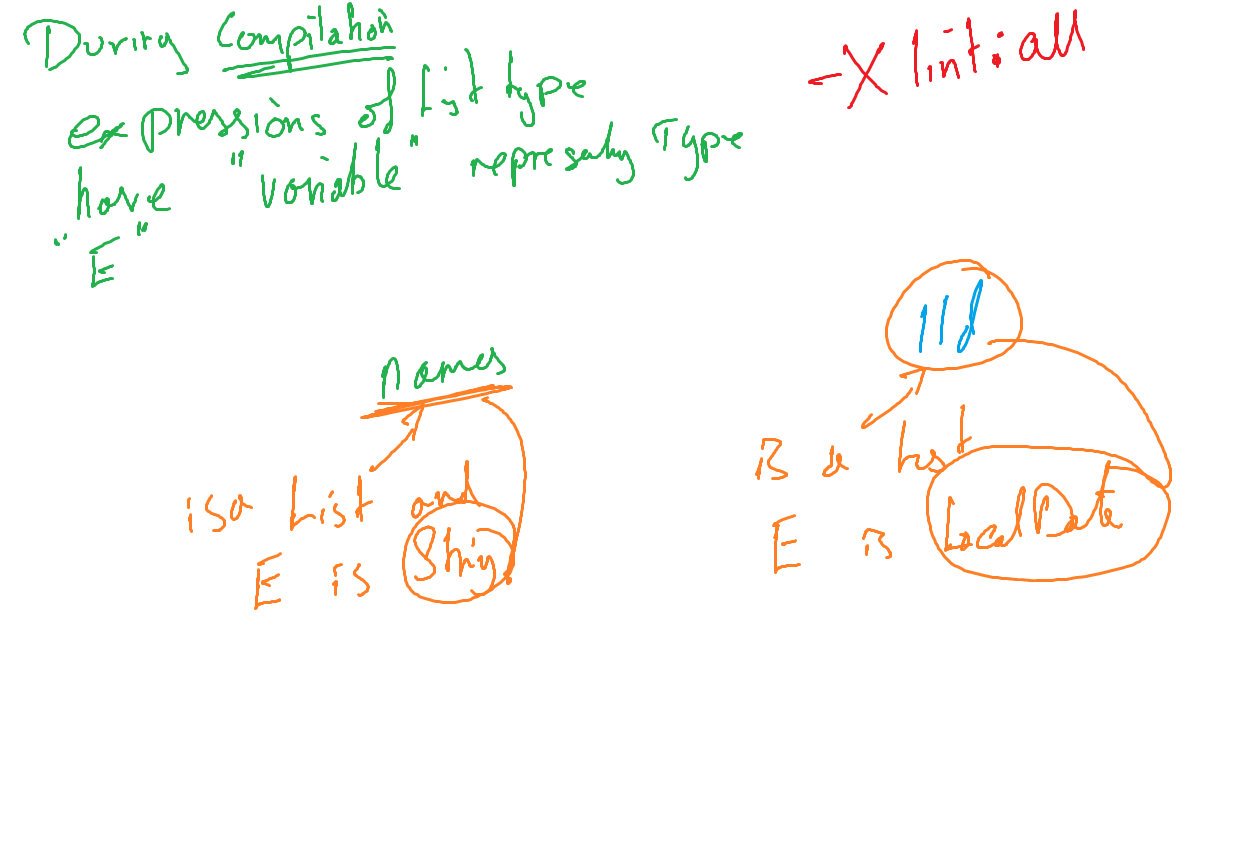 During Compilation
expressions of List type
have "variable" representing Type
"E"
-Xlint:all
names
is a List and
E is String
lld
is a List
E is LocalDate